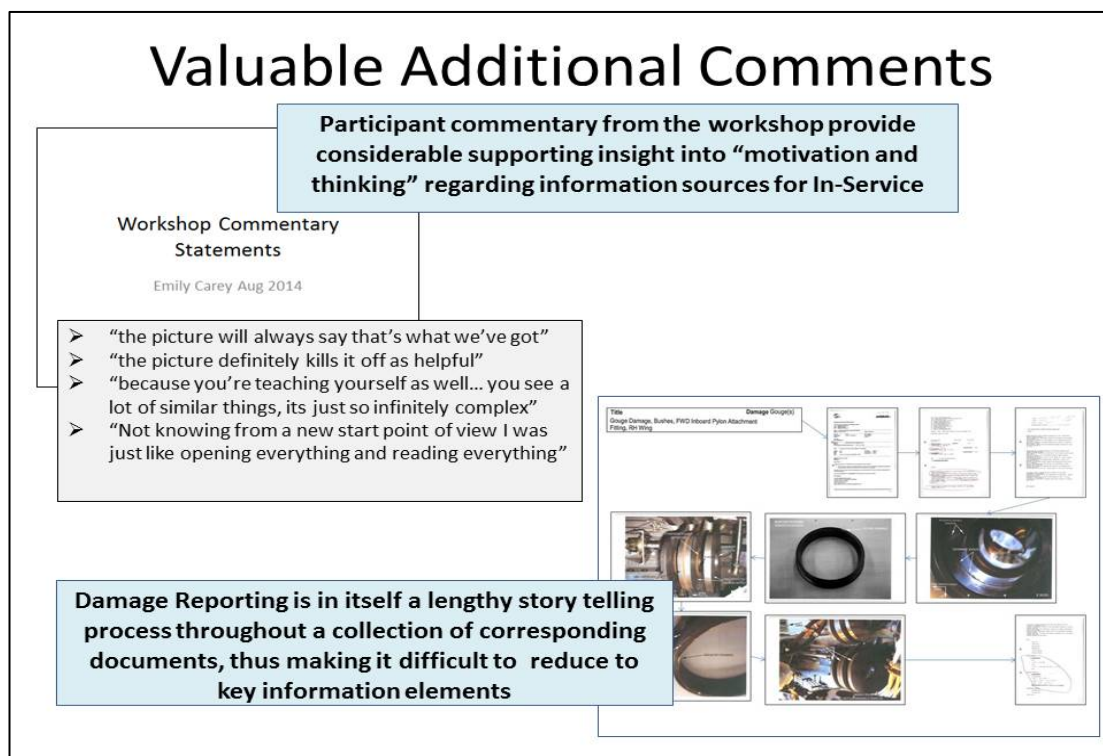 Valuable Additional Comments
Participant commentary from the workshop provide
considerable supporting insight into “motivation and
thinking” regarding information sources for In-Service
Workshop Commentary
Statements
Emily Carey Aug 2014
➢ “the picture will always say that’s what we’ve got”
➢ “the picture definitely kills it off as helpful”
➢ “because you’re teaching yourself as well… you see a
lot of similar things, its just so infinitely complex”
➢ “Not knowing from a new start point of view I was
just like opening everything and reading everything”
Title Damage Gouge(s)
Gouge Damage, Bushes, FWD Inboard Pylon Attachment
Fitting, RH Wing
Damage Reporting is in itself a lengthy story telling
process throughout a collection of corresponding
documents, thus making it difficult to reduce to
key information elements